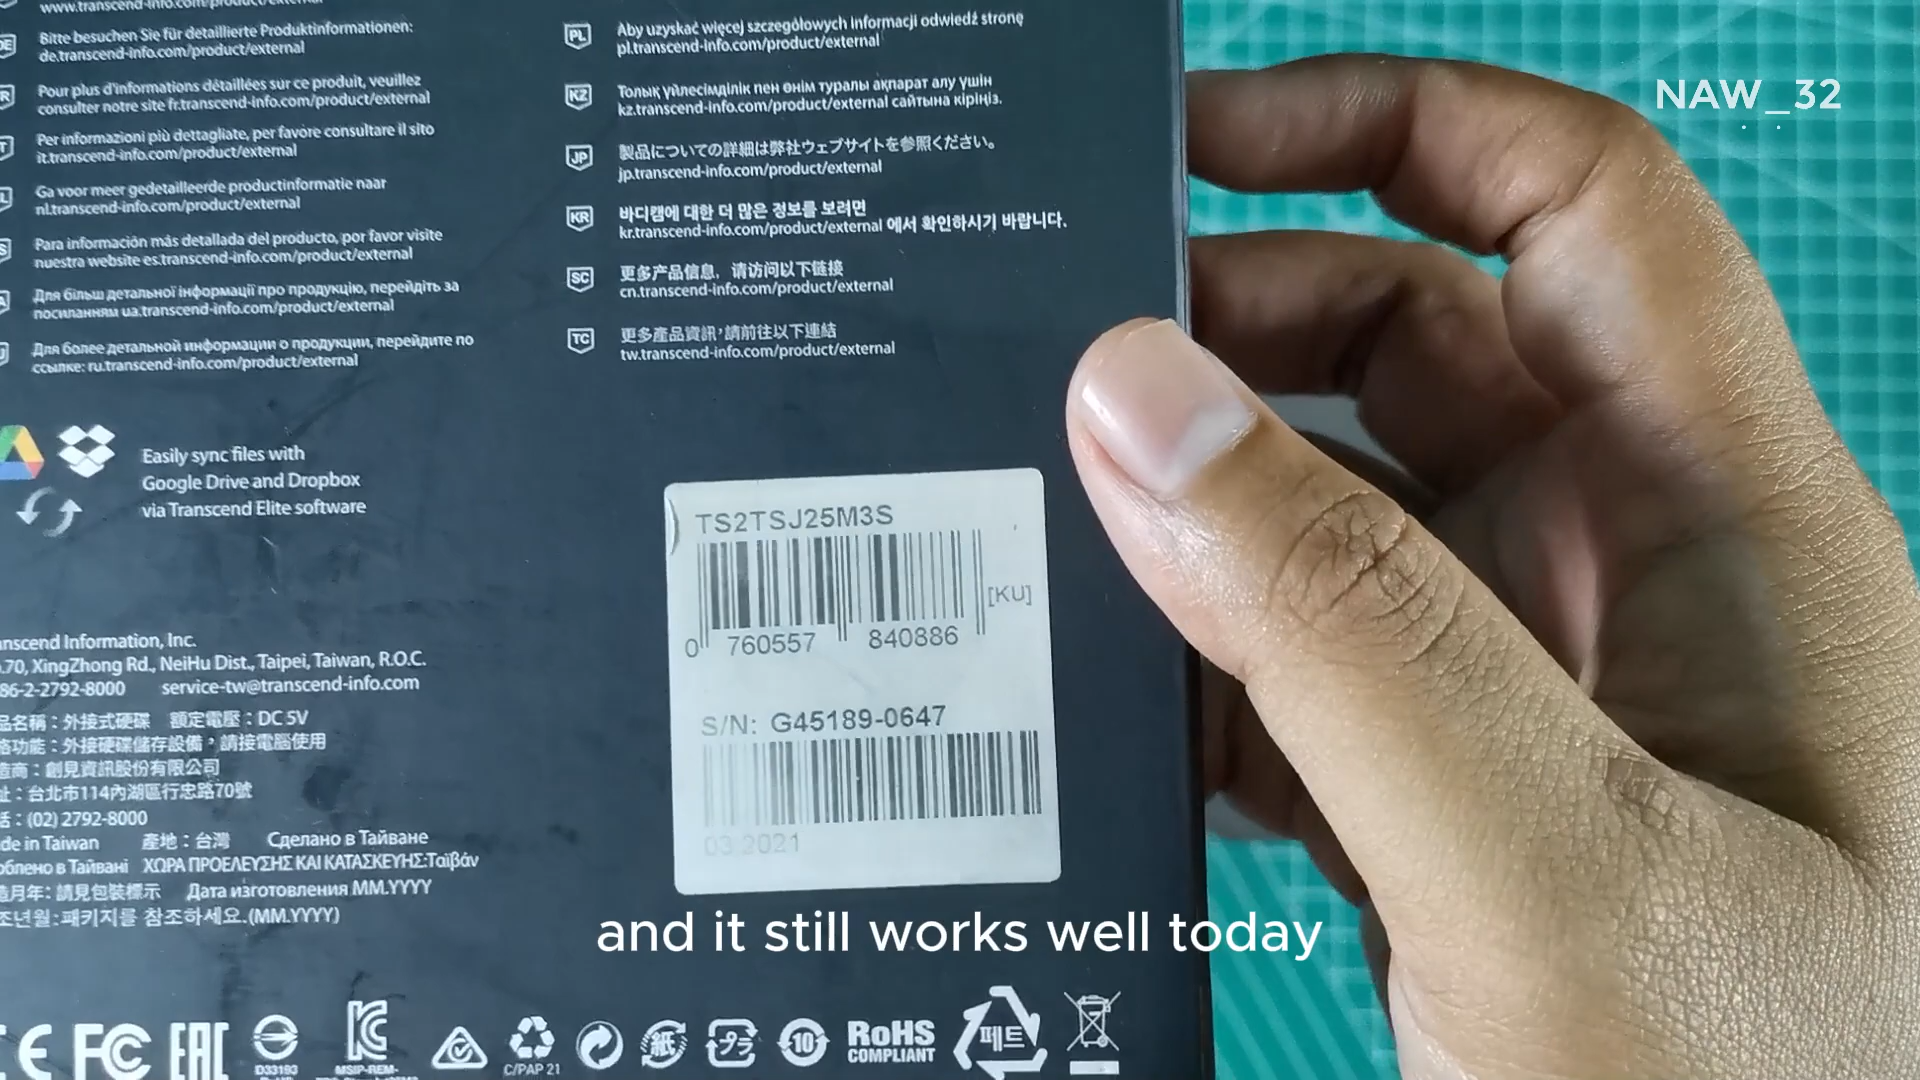 www.transcend-info.com/product/external
DE
Bitte besuchen Sie für detaillierte Produktinformationen:
de.transcend-info.com/product/external
Pour plus d'informations détaillées sur ce produit, veuillez
consulter notre site fr.transcend-info.com/product/external
Per informazioni più dettagliate, per favore consultare il sito
it.transcend-info.com/product/external
Ga voor meer gedetailleerde productinformatie naar
nl.transcend-info.com/product/external
Para información más detallada del producto, por favor visite
nuestra website es.transcend-info.com/product/external
Для більш детальної інформації про продукцію, перейдіть за
посиланням ua.transcend-info.com/product/external
Для более детальной информации о продукции, перейдите по
ссылке: ru.transcend-info.com/product/external
PL
Aby uzyskać więcej szczegółowych informacji odwiedź stronę
pl.transcend-info.com/product/external
KZ
Толық үйлесімділік пен өнім туралы ақпарат алу үшін
kz.transcend-info.com/product/external сайтына кіріңіз.
JP
製品についての詳細は弊社ウェブサイトを参照ください。
jp.transcend-info.com/product/external
KR
바디캠에 대한 더 많은 정보를 보려면
kr.transcend-info.com/product/external 에서 확인하시기 바랍니다.
SC
更多产品信息，请访问以下链接
cn.transcend-info.com/product/external
TC
更多產品資訊，請前往以下連結
tw.transcend-info.com/product/external
NAW_32
Easily sync files with
Google Drive and Dropbox
via Transcend Elite software
TS2TSJ25M3S
[KU]
0 760557 840886
S/N: G45189-0647
03.2021
nscend Information, Inc.
.70, XingZhong Rd., NeiHu Dist., Taipei, Taiwan, R.O.C.
86-2-2792-8000 service-tw@transcend-info.com
品名稱：外接式硬碟 額定電壓：DC 5V
格功能：外接硬碟儲存設備，請接電腦使用
造商：創見資訊股份有限公司
址：台北市114內湖區行忠路70號
話：(02) 2792-8000
de in Taiwan 產地：台灣 Сделано в Тайване
облено в Тайвані ΧΩΡΑ ΠΡΟΕΛΕΥΣΗΣ ΚΑΙ ΚΑΤΑΣΚΕΥΗΣ:Ταϊβάν
造月年：請見包裝標示 Дата изготовления MM.YYYY
조년월:패키지를 참조하세요.(MM.YYYY)
and it still works well today
CE FC EAC D33193 KC MSIP-REM- C/PAP 21 紙 プラ 10 RoHS COMPLIANT 페트